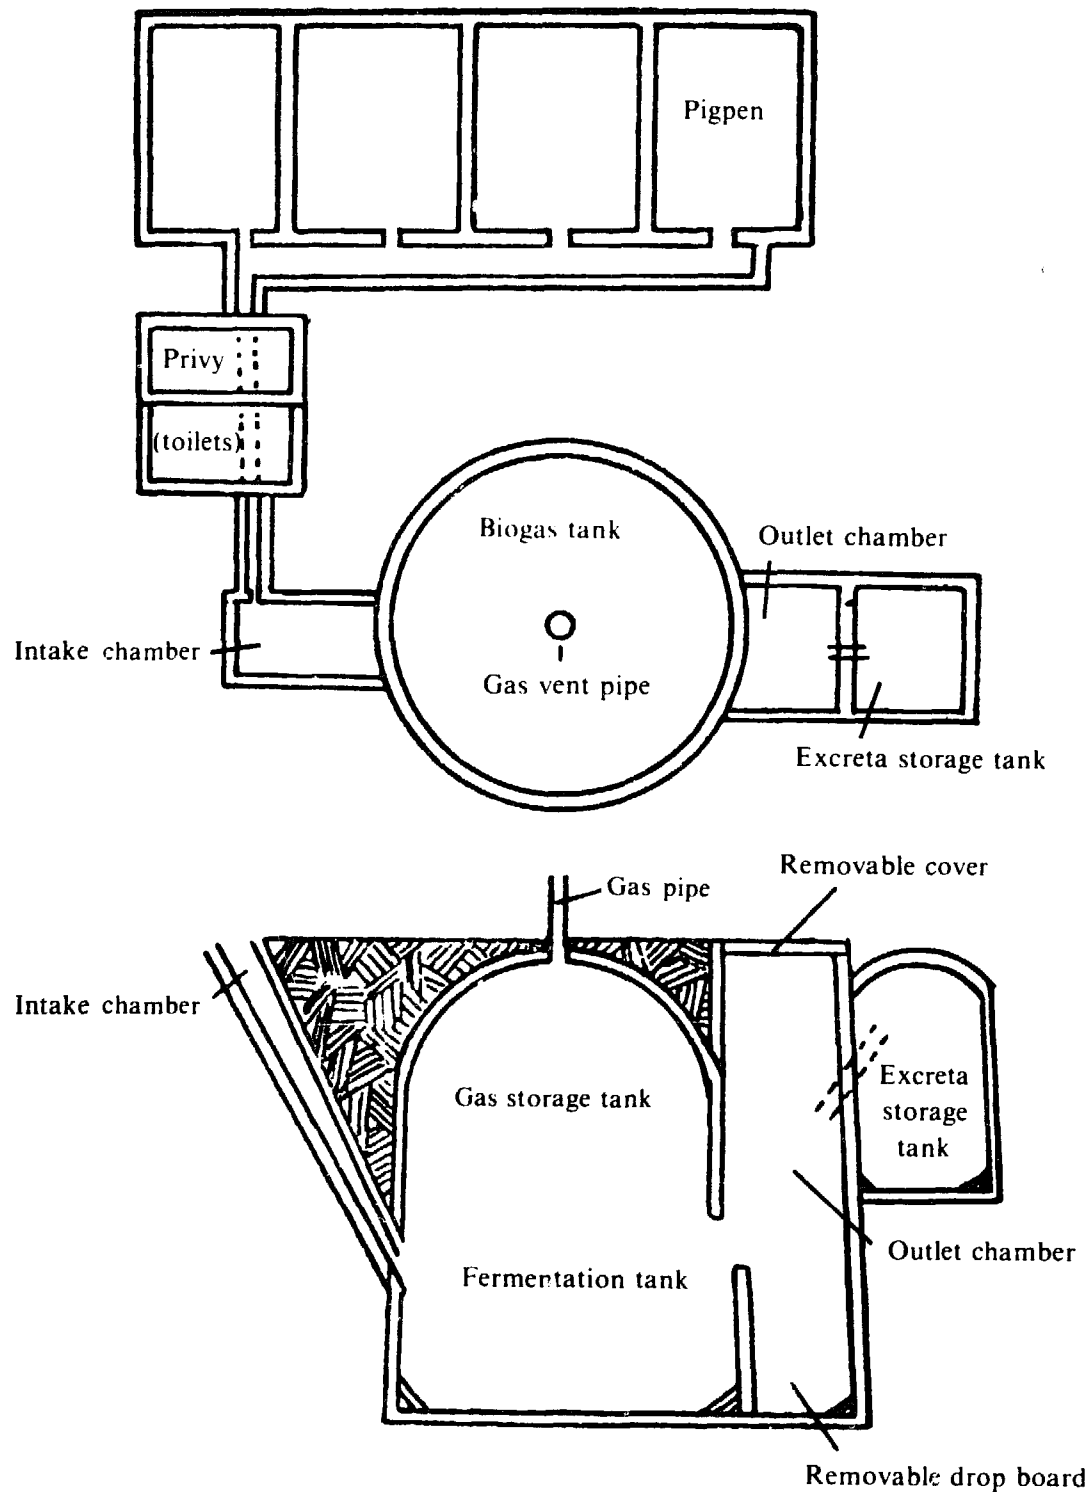 Pigpen
Privy
(toilets)
Biogas tank
Outlet chamber
Intake chamber
Gas vent pipe
Excreta storage tank
Removable cover
Gas pipe
Intake chamber
Gas storage tank
Excreta
storage
tank
Outlet chamber
Fermentation tank
Removable drop board